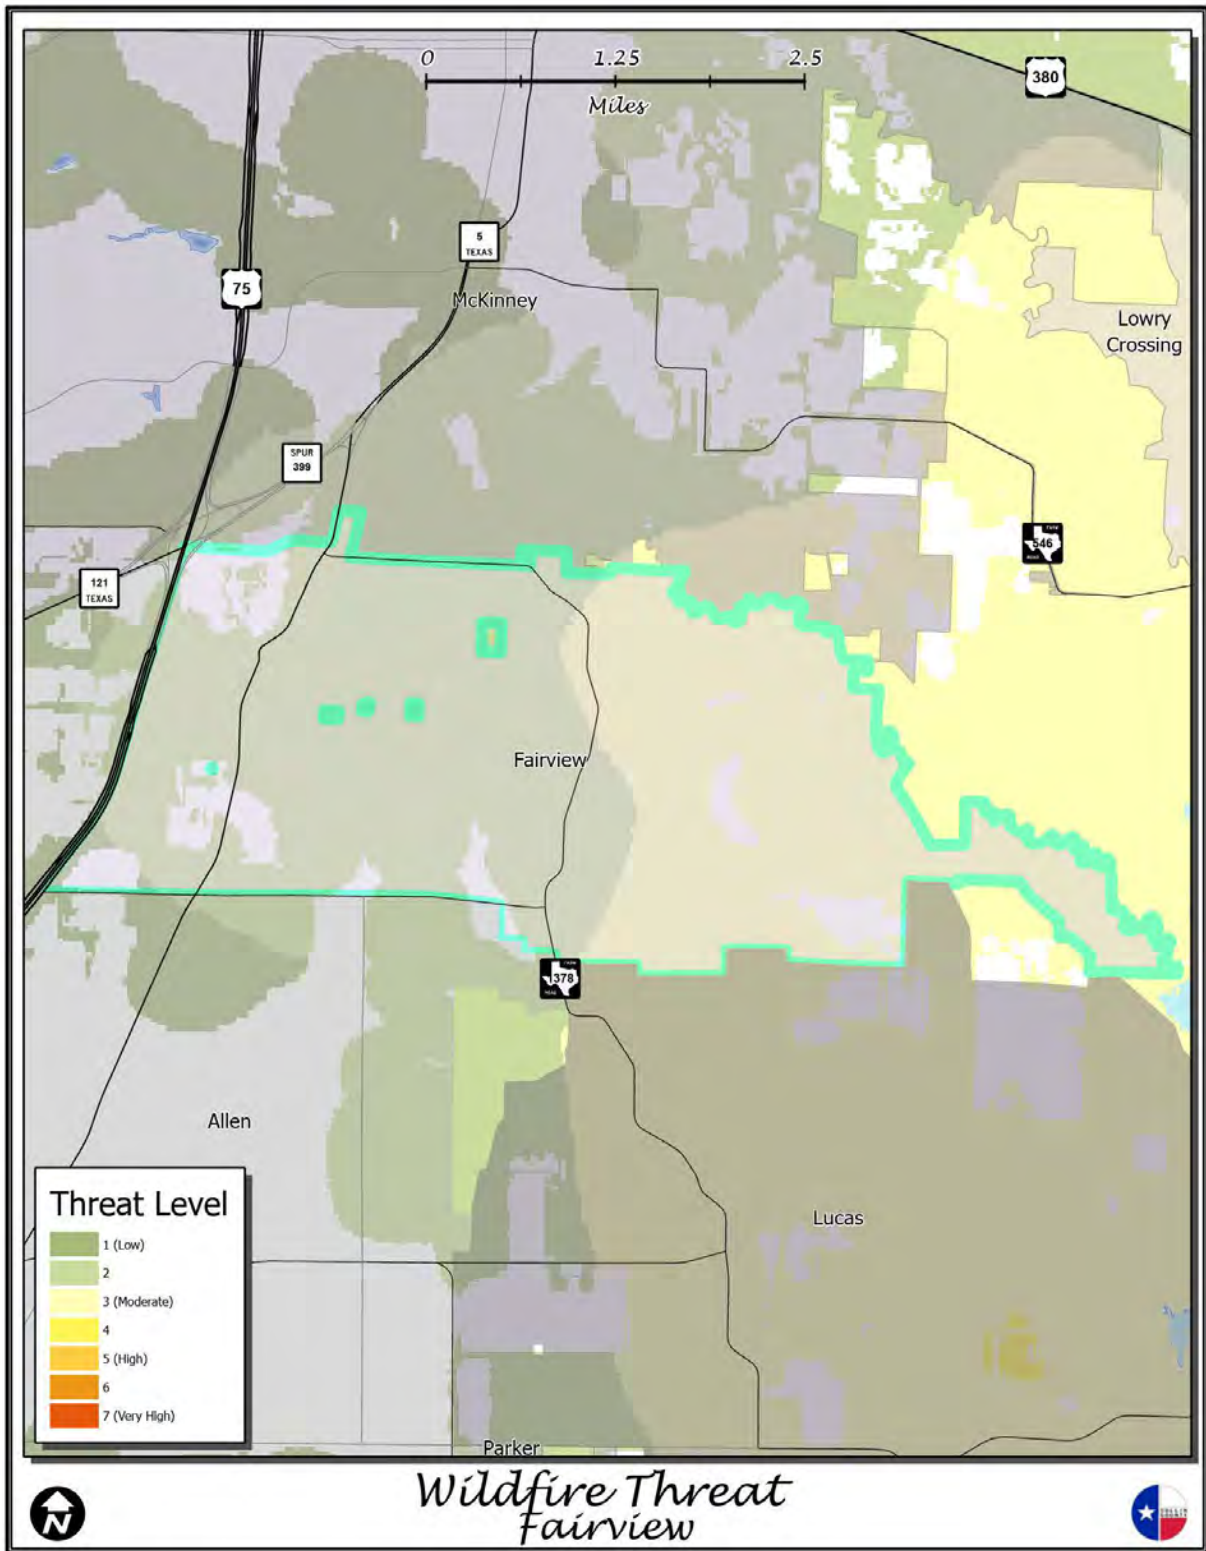 0 1.25 2.5
Miles
380
5
TEXAS
75
McKinney
Lowry
Crossing
SPUR
399
546
121
TEXAS
Fairview
378
Allen
Lucas
Threat Level
1 (Low)
2
3 (Moderate)
4
5 (High)
6
7 (Very High)
Parker
Wildfire Threat
Fairview
N